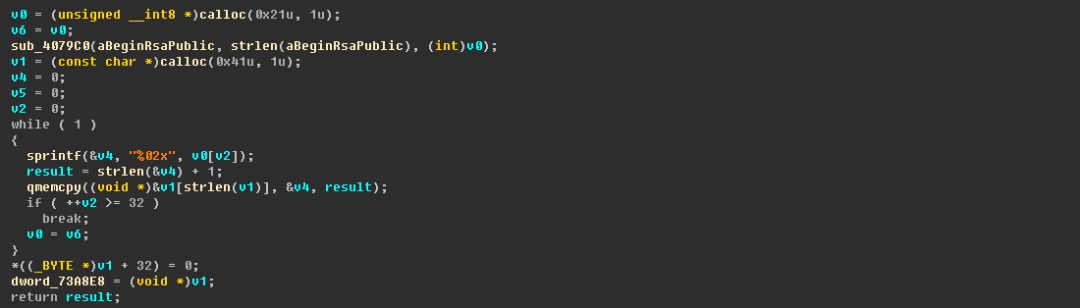 v0 = (unsigned __int8 *)calloc(0x21u, 1u);
v6 = v0;
sub_4079C0(aBeginRsaPublic, strlen(aBeginRsaPublic), (int)v0);
v1 = (const char *)calloc(0x41u, 1u);
v4 = 0;
v5 = 0;
v2 = 0;
while ( 1 )
{
  sprintf(&v4, "%02x", v0[v2]);
  result = strlen(&v4) + 1;
  qmemcpy((void *)&v1[strlen(v1)], &v4, result);
  if ( ++v2 >= 32 )
    break;
  v0 = v6;
}
*((_BYTE *)v1 + 32) = 0;
dword_73A8E8 = (void *)v1;
return result;